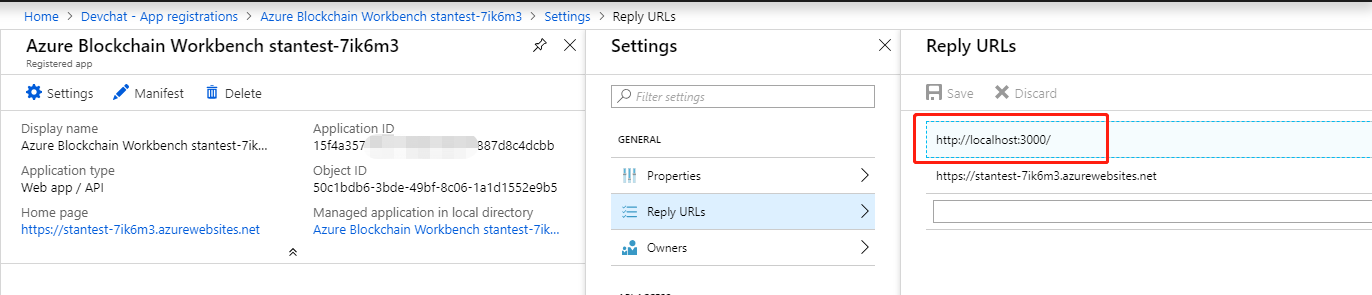 Home > Devchat - App registrations > Azure Blockchain Workbench stantest-7ik6m3 > Settings > Reply URLs
Azure Blockchain Workbench stantest-7ik6m3
Registered app
Settings Manifest Delete
Display name
Azure Blockchain Workbench stantest-7ik...
Application type
Web app / API
Home page
https://stantest-7ik6m3.azurewebsites.net
Application ID
15f4a357 887d8c4dcbb
Object ID
50c1bdb6-3bde-49bf-8c06-1a1d1552e9b5
Managed application in local directory
Azure Blockchain Workbench stantest-7ik...
Settings
Filter settings
GENERAL
Properties
Reply URLs
Owners
Reply URLs
Save Discard
http://localhost:3000/
https://stantest-7ik6m3.azurewebsites.net